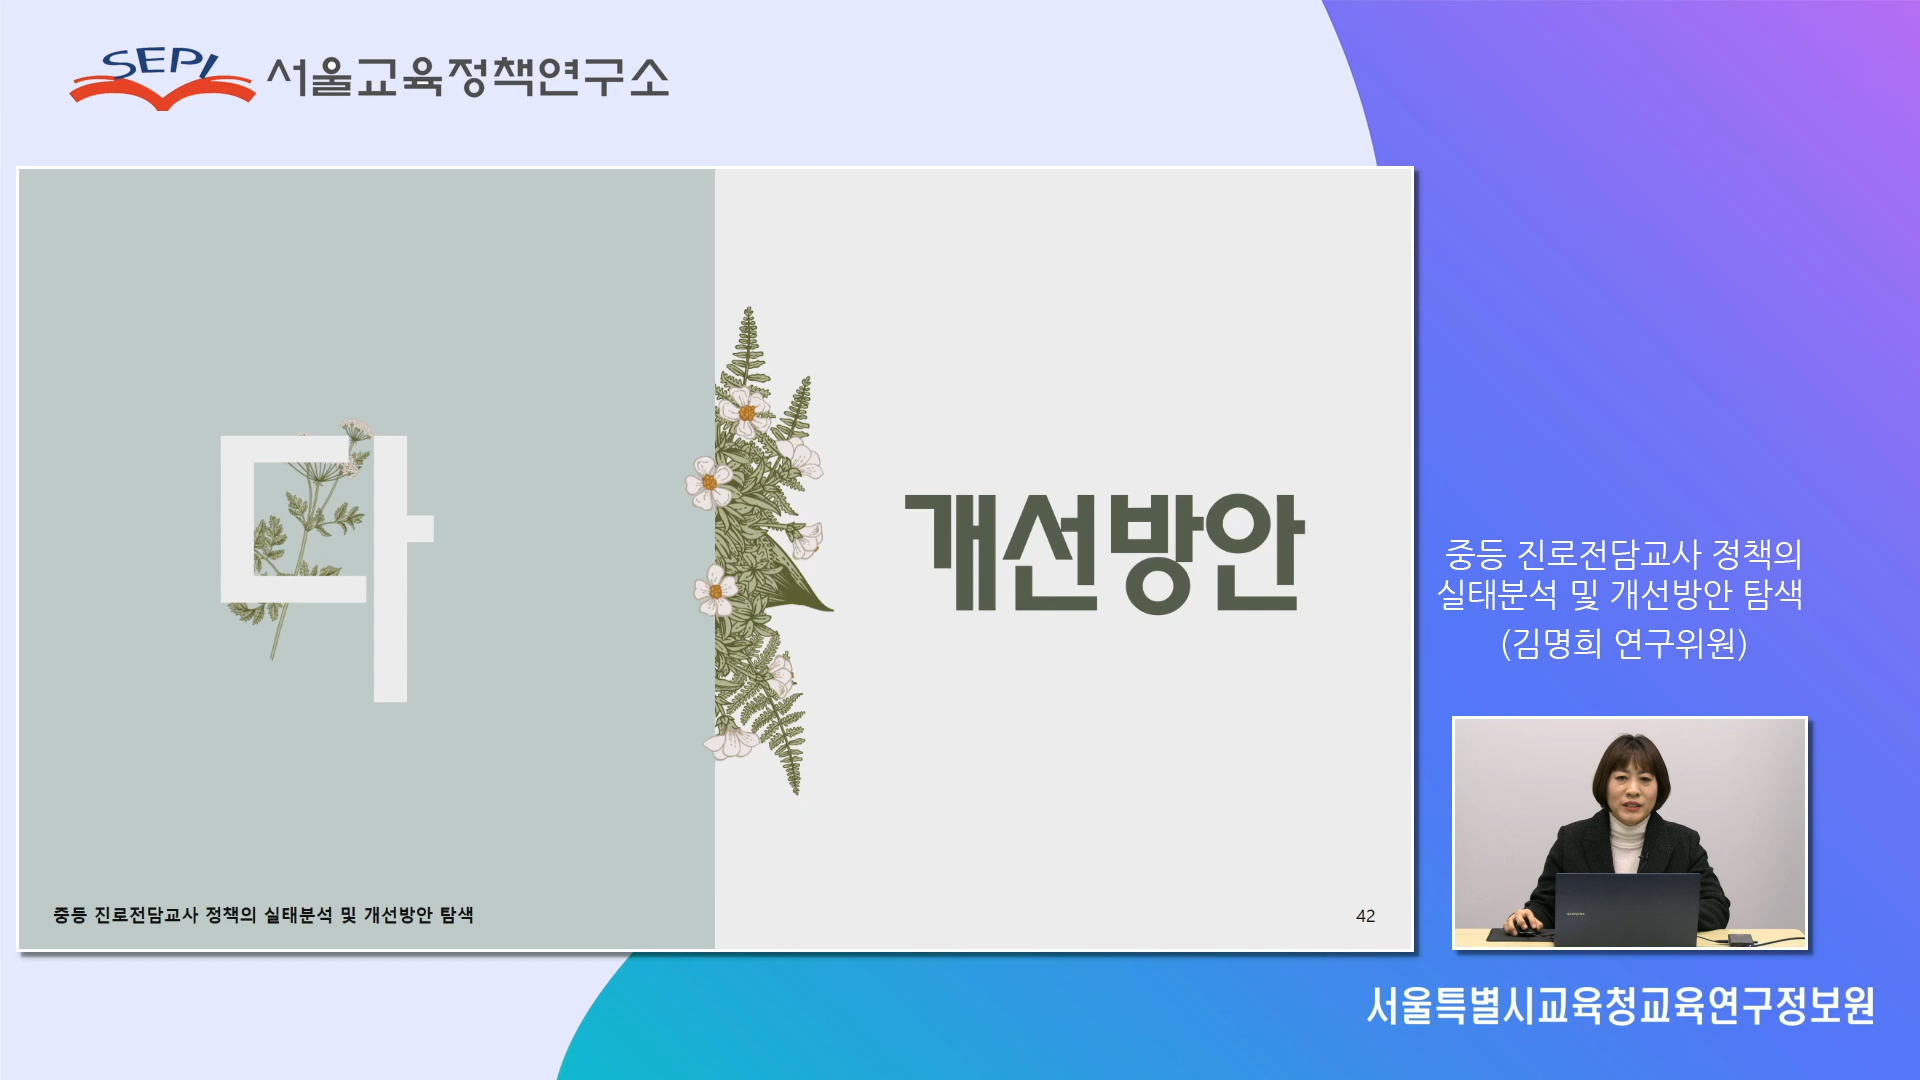 SEPI 서울교육정책연구소
다
개선방안
중등 진로전담교사 정책의 실태분석 및 개선방안 탐색
42
중등 진로전담교사 정책의
실태분석 및 개선방안 탐색
(김명희 연구위원)
SAMSUNG
서울특별시교육청교육연구정보원